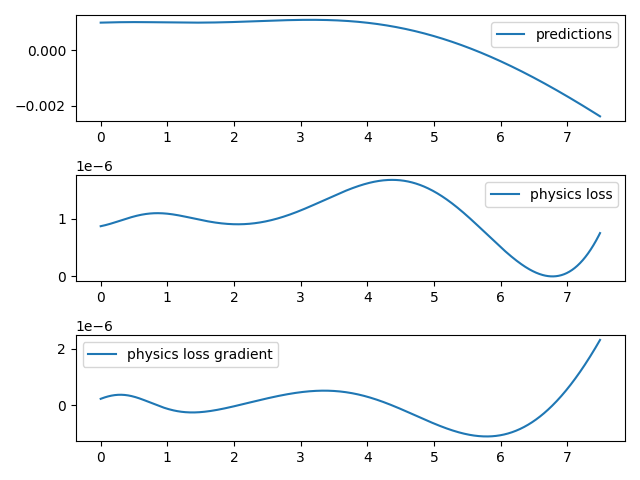 0.000
−0.002
predictions
0 1 2 3 4 5 6 7
1e−6
1
0
physics loss
0 1 2 3 4 5 6 7
1e−6
2
0
physics loss gradient
0 1 2 3 4 5 6 7